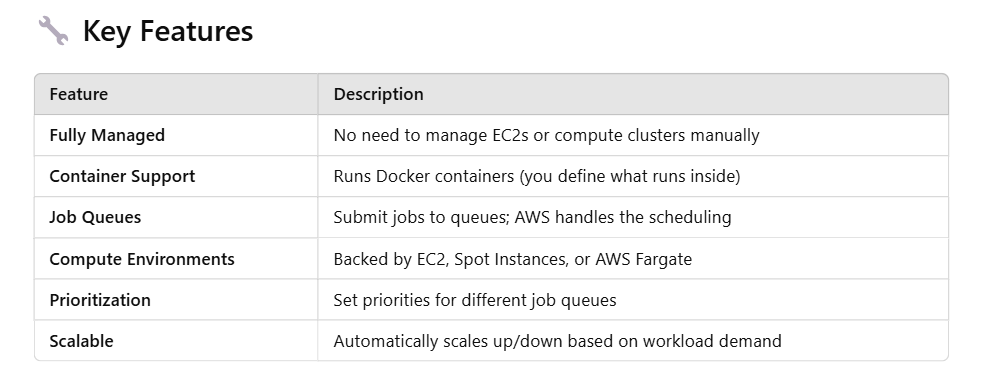 Key Features
Feature Description
Fully Managed No need to manage EC2s or compute clusters manually
Container Support Runs Docker containers (you define what runs inside)
Job Queues Submit jobs to queues; AWS handles the scheduling
Compute Environments Backed by EC2, Spot Instances, or AWS Fargate
Prioritization Set priorities for different job queues
Scalable Automatically scales up/down based on workload demand